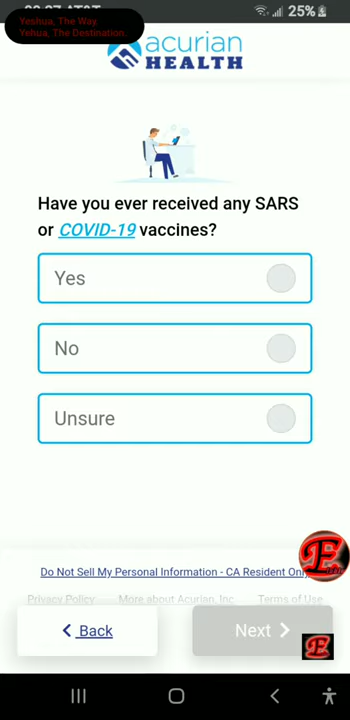 Yeshua, The Way.
Yehua, The Destination.
25%
acurian
HEALTH
Have you ever received any SARS
or COVID-19 vaccines?
Yes
No
Unsure
Do Not Sell My Personal Information - CA Resident Only
Privacy Policy More about Acurian, Inc Terms of Use
Back
Next